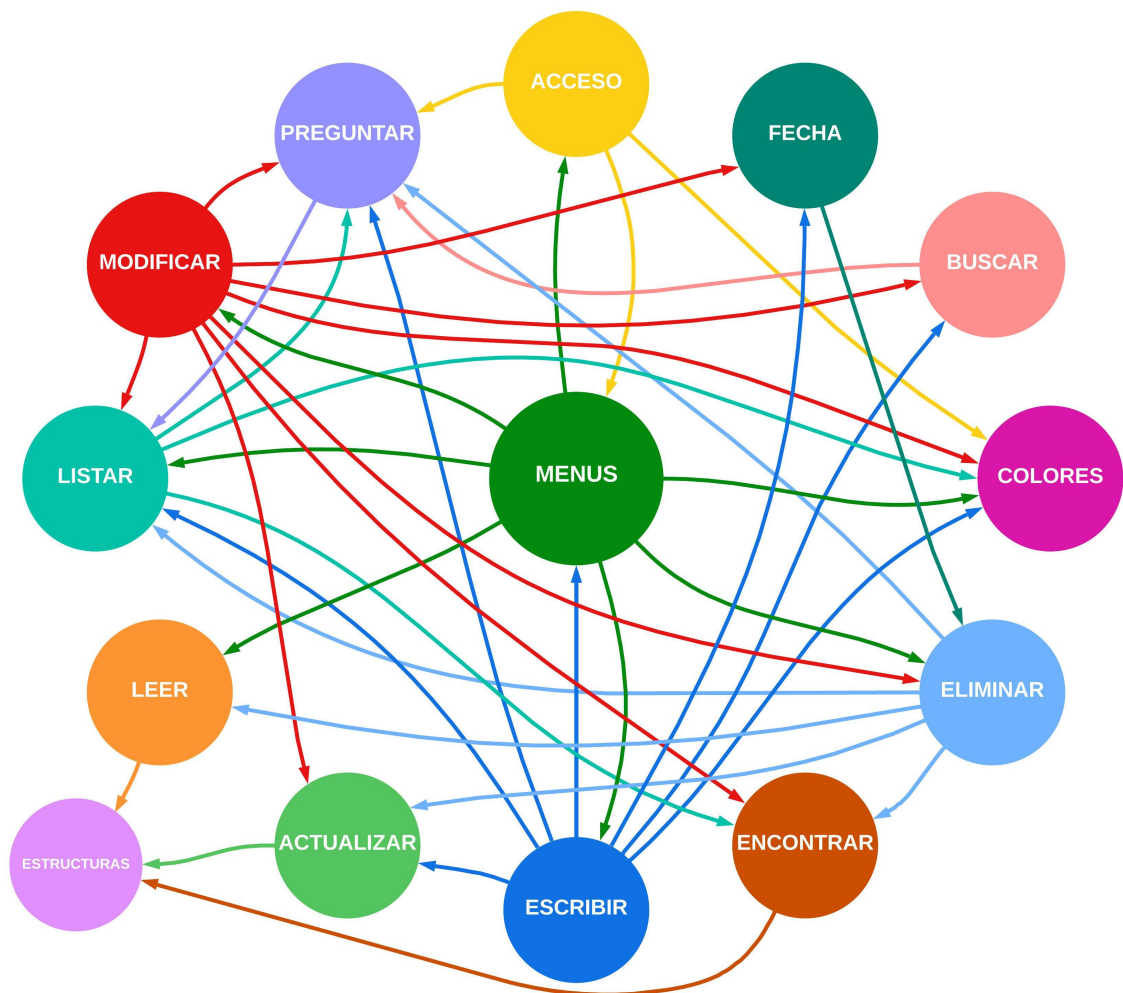 ACCESO
PREGUNTAR
FECHA
MODIFICAR
BUSCAR
LISTAR
MENUS
COLORES
LEER
ELIMINAR
ESTRUCTURAS
ACTUALIZAR
ENCONTRAR
ESCRIBIR